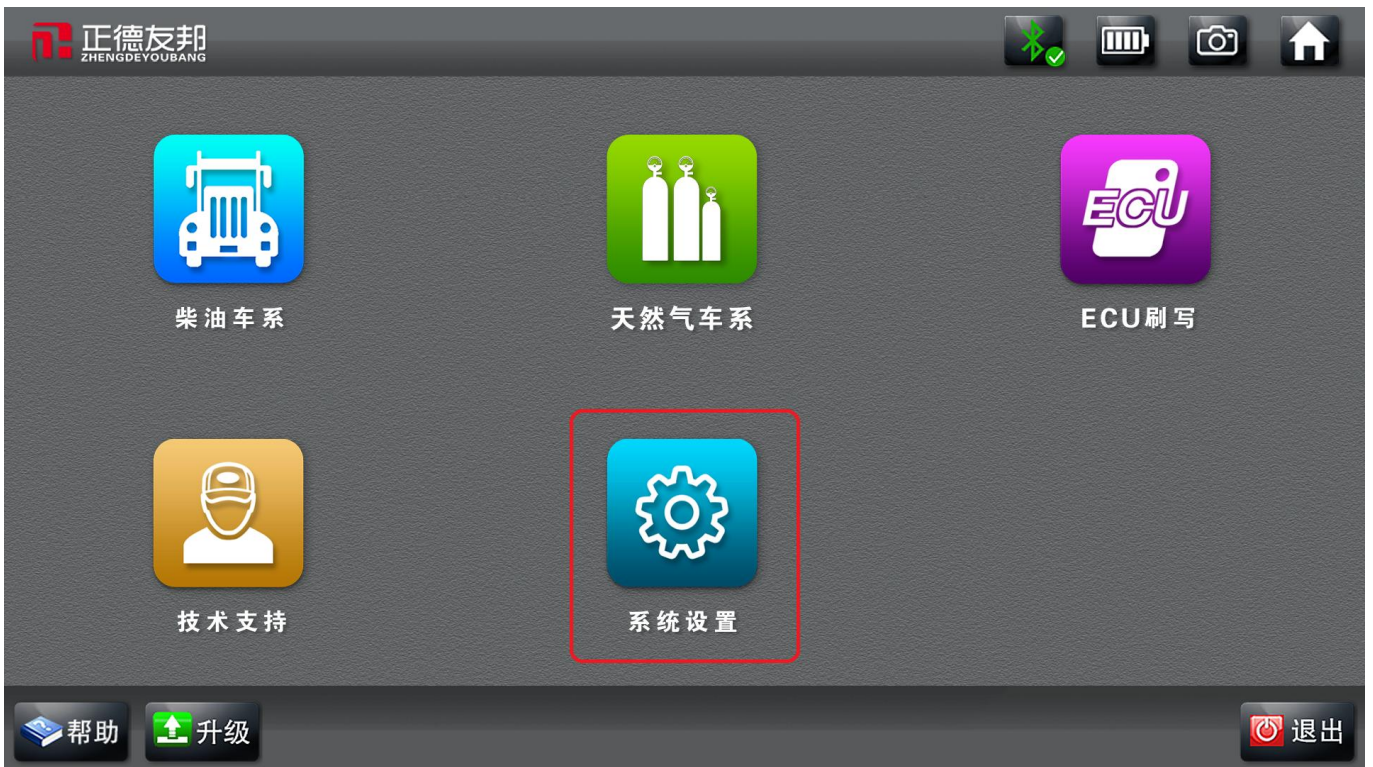 正德友邦
ZHENGDEYOUBANG
柴油车系
天然气车系
ECU
ECU刷写
技术支持
系统设置
帮助
升级
退出